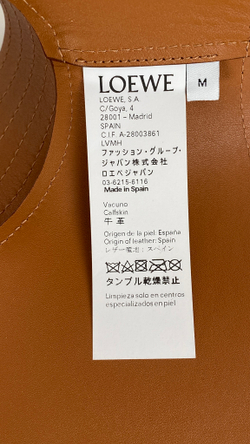 LOEWE
M
LOEWE, S.A.
C/Goya, 4
28001 – Madrid
SPAIN
C.I.F. A-28003861
LVMH
ファッション・グループ・
ジャパン株式会社
ロエベジャパン
03-6215-6116
Made in Spain
Vacuno
Calfskin
牛革
Origen de la piel: España
Origin of leather: Spain
レザー原産地：スペイン
タンブル乾燥禁止
Limpieza solo en centros
especializados en piel